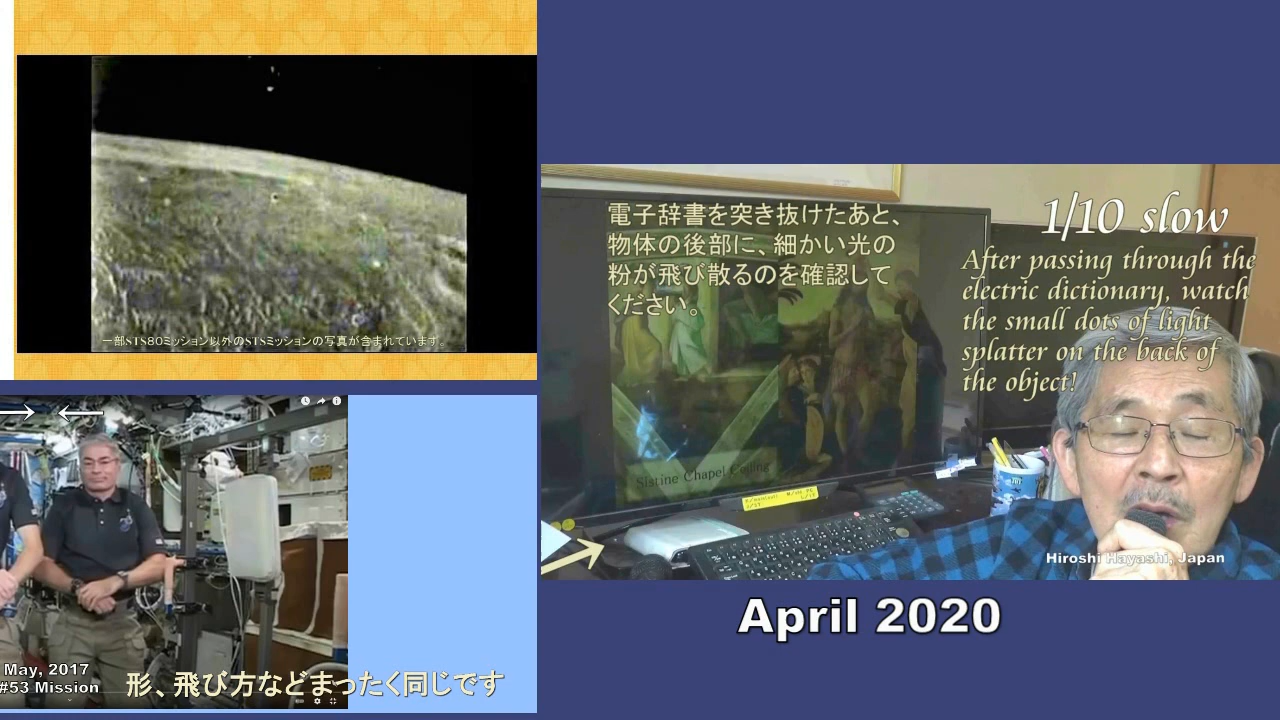 一部STS80ミッション以外のSTSミッションの写真が含まれています。
May, 2017
#53 Mission
形、飛び方などまったく同じです
電子辞書を突き抜けたあと、
物体の後部に、細かい光の
粉が飛び散るのを確認して
ください。
1/10 slow
After passing through the
electric dictionary, watch
the small dots of light
splatter on the back of
the object!
Sistine Chapel Ceiling
Hiroshi Hayashi, Japan
April 2020